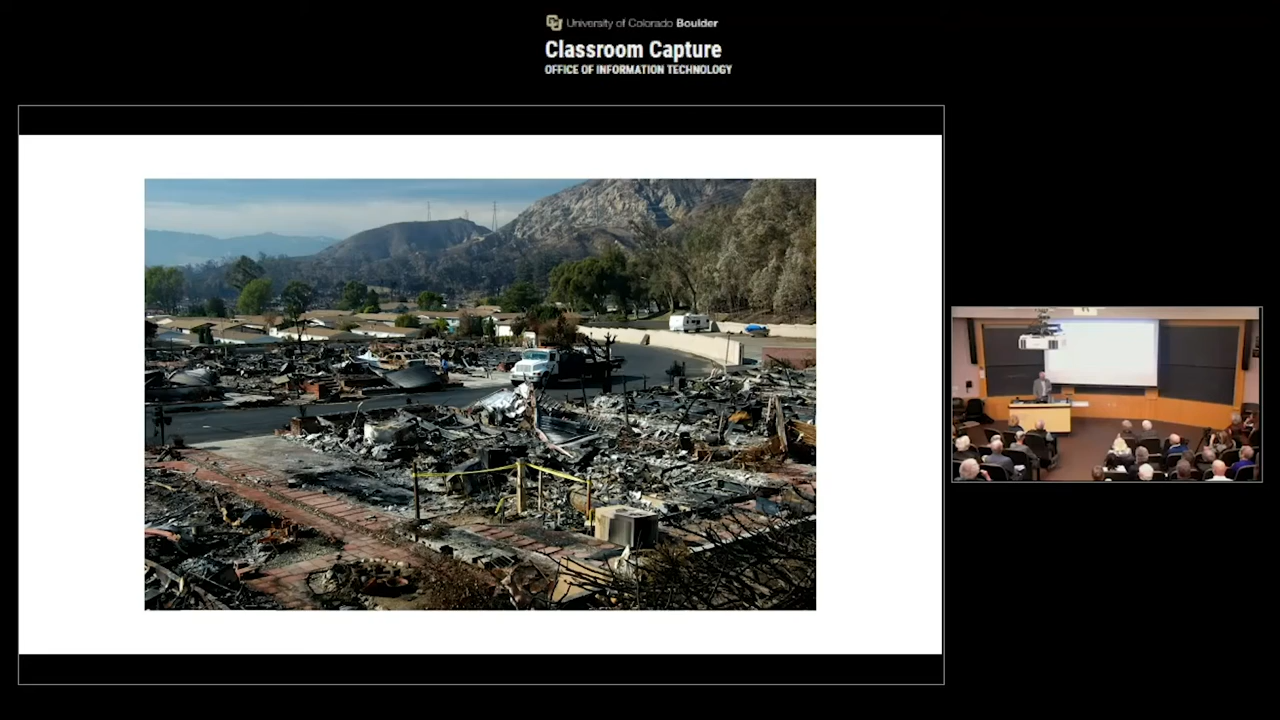 University of Colorado Boulder
Classroom Capture
OFFICE OF INFORMATION TECHNOLOGY